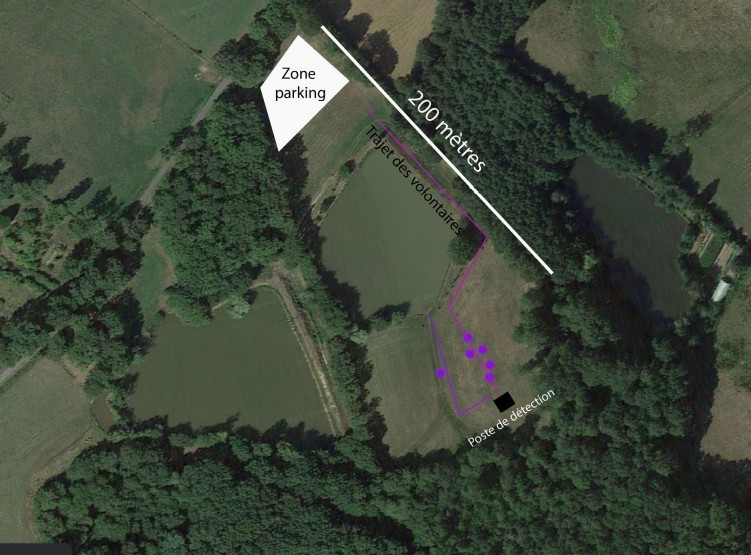 Zone
parking
200 mètres
Trajet des volontaires
Poste de détection